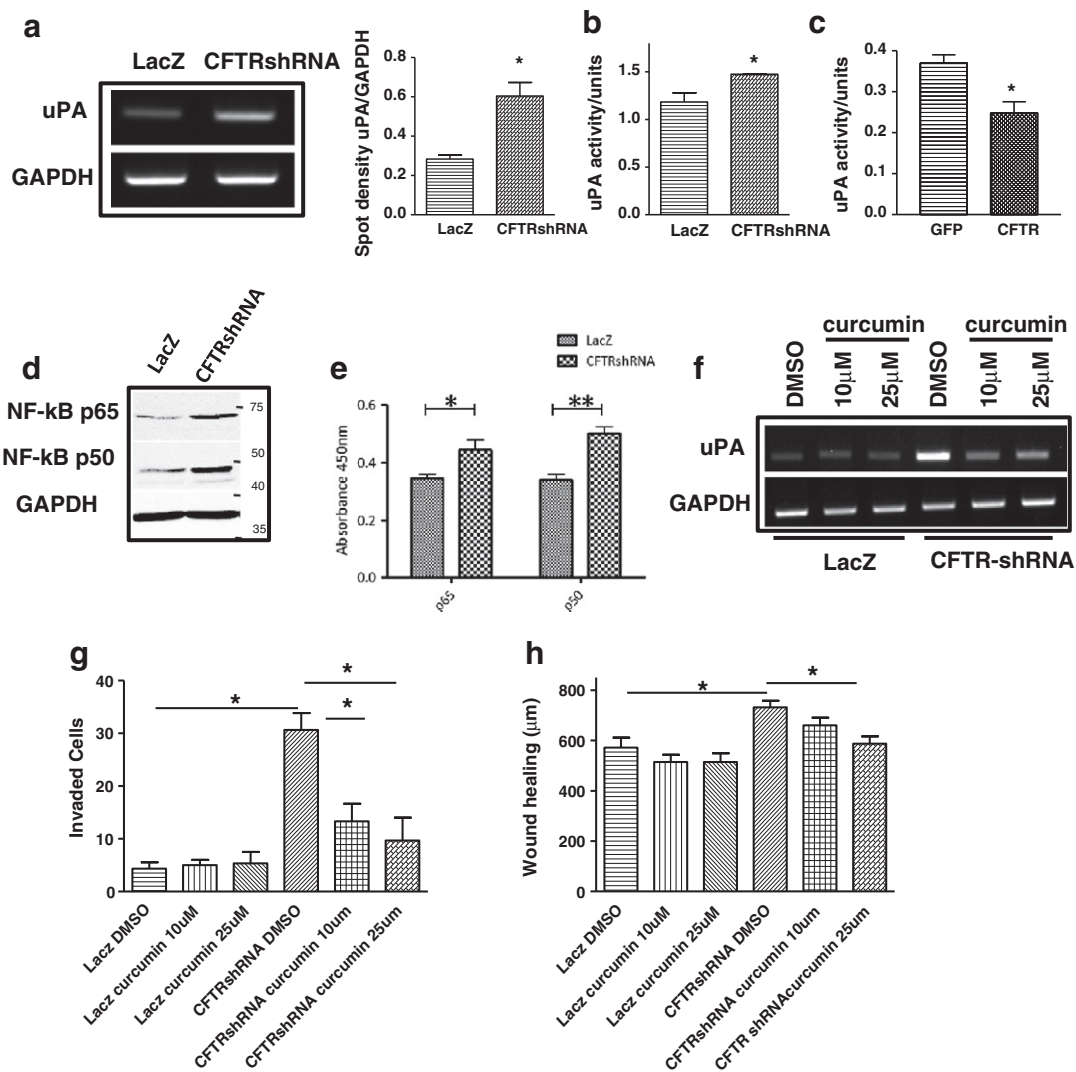 a
LacZ CFTRshRNA
uPA
GAPDH
Spot density uPA/GAPDH
0.8
0.6
0.4
0.2
0.0
*
LacZ CFTRshRNA
b
uPA activity/units
1.5
1.0
0.5
0.0
*
LacZ CFTRshRNA
c
uPA activity/units
0.4
0.3
0.2
0.1
0.0
*
GFP CFTR
d
LacZ CFTRshRNA
NF-kB p65
NF-kB p50
GAPDH
75
50
40
35
e
LacZ
CFTRshRNA
Absorbance 450nm
0.6
0.4
0.2
0.0
* **
p65 p50
f
curcumin curcumin
DMSO 10μM 25μM DMSO 10μM 25μM
uPA
GAPDH
LacZ CFTR-shRNA
g
Invaded Cells
40
30
20
10
0
*
*
*
Lacz DMSO
Lacz curcumin 10uM
Lacz curcumin 25uM
CFTRshRNA DMSO
CFTRshRNA curcumin 10um
CFTRshRNA curcumin 25um
h
Wound healing (μm)
800
600
400
200
0
* *
Lacz DMSO
Lacz curcumin 10uM
Lacz curcumin 25uM
CFTRshRNA DMSO
CFTRshRNA curcumin 10um
CFTR shRNAcurcumin 25um